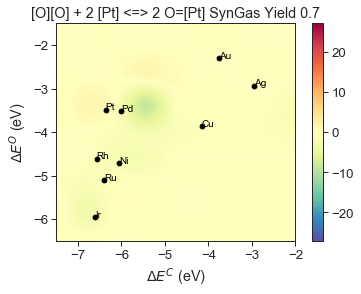 [O][O] + 2 [Pt] <=> 2 O=[Pt] SynGas Yield 0.7
−2
−3
−4
−5
−6
ΔE^O (eV)
Au
Ag
Pt
Pd
Cu
Rh
Ni
Ru
Ir
−7
−6
−5
−4
−3
−2
ΔE^C (eV)
20
10
0
−10
−20